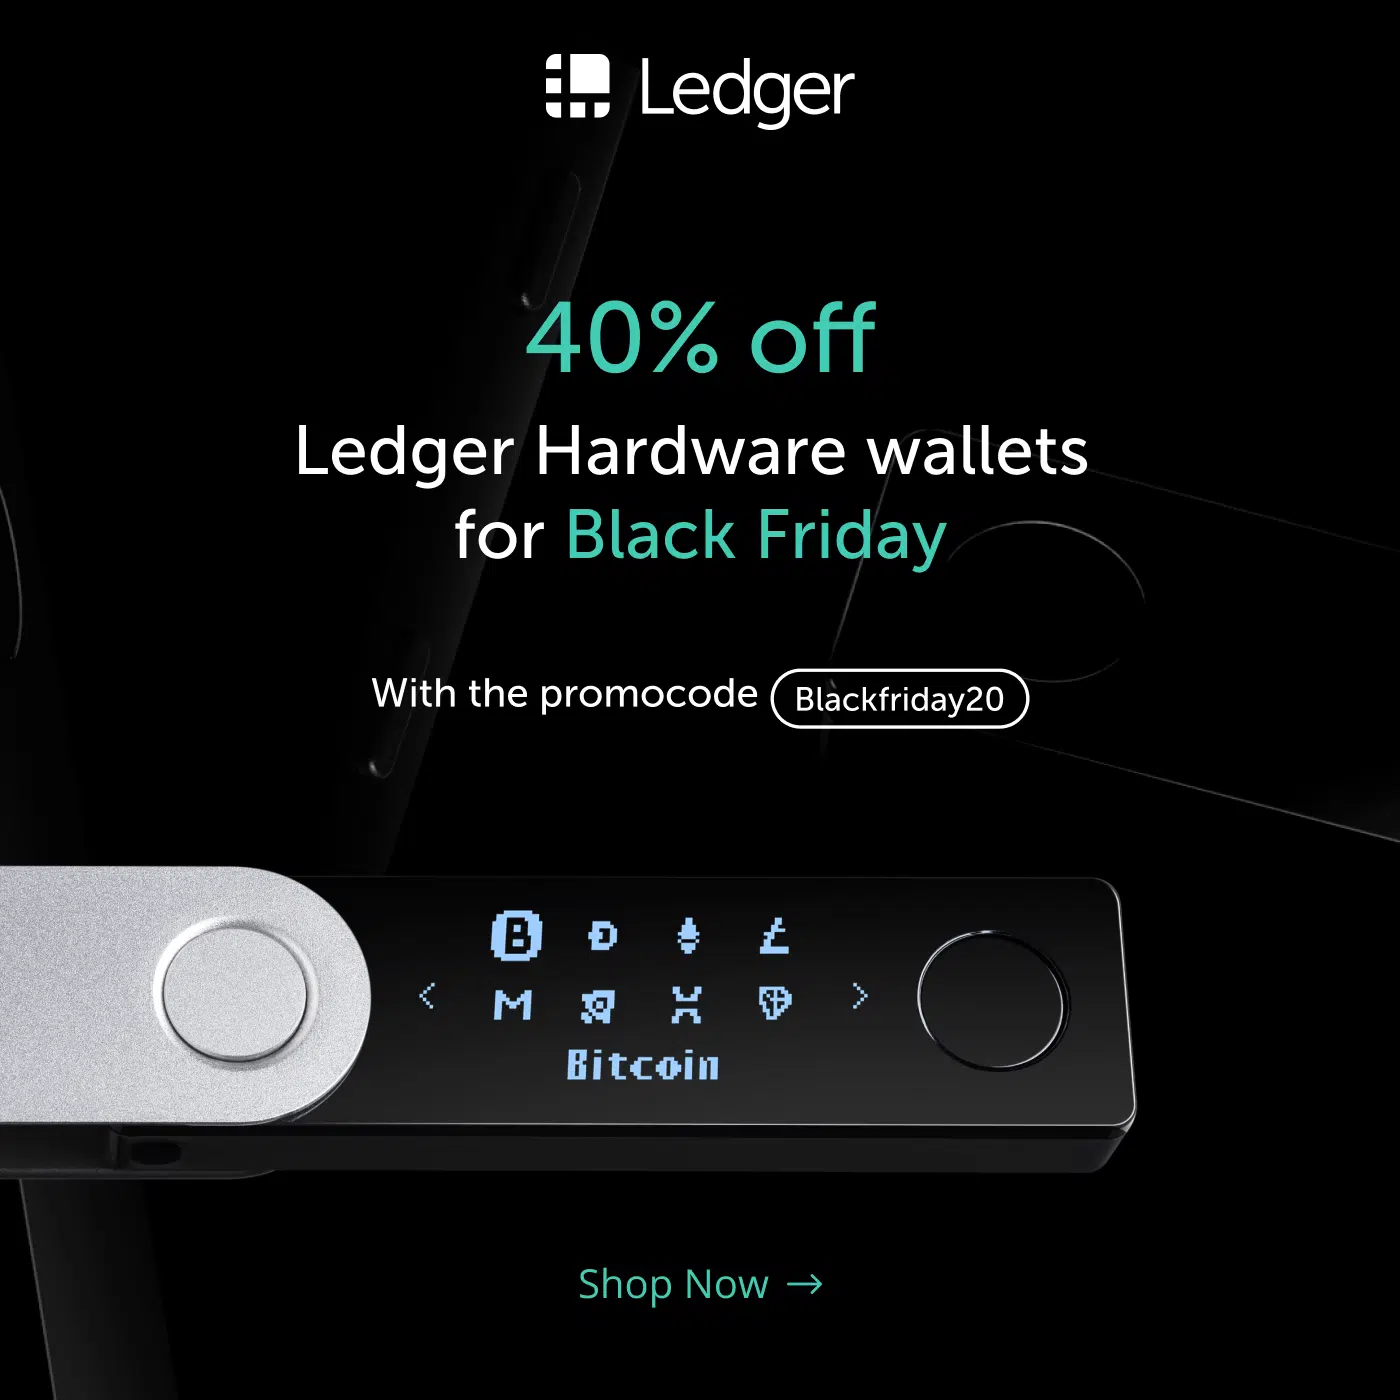 Ledger
40% off
Ledger Hardware wallets
for Black Friday
With the promocode Blackfriday20
Bitcoin
Shop Now →